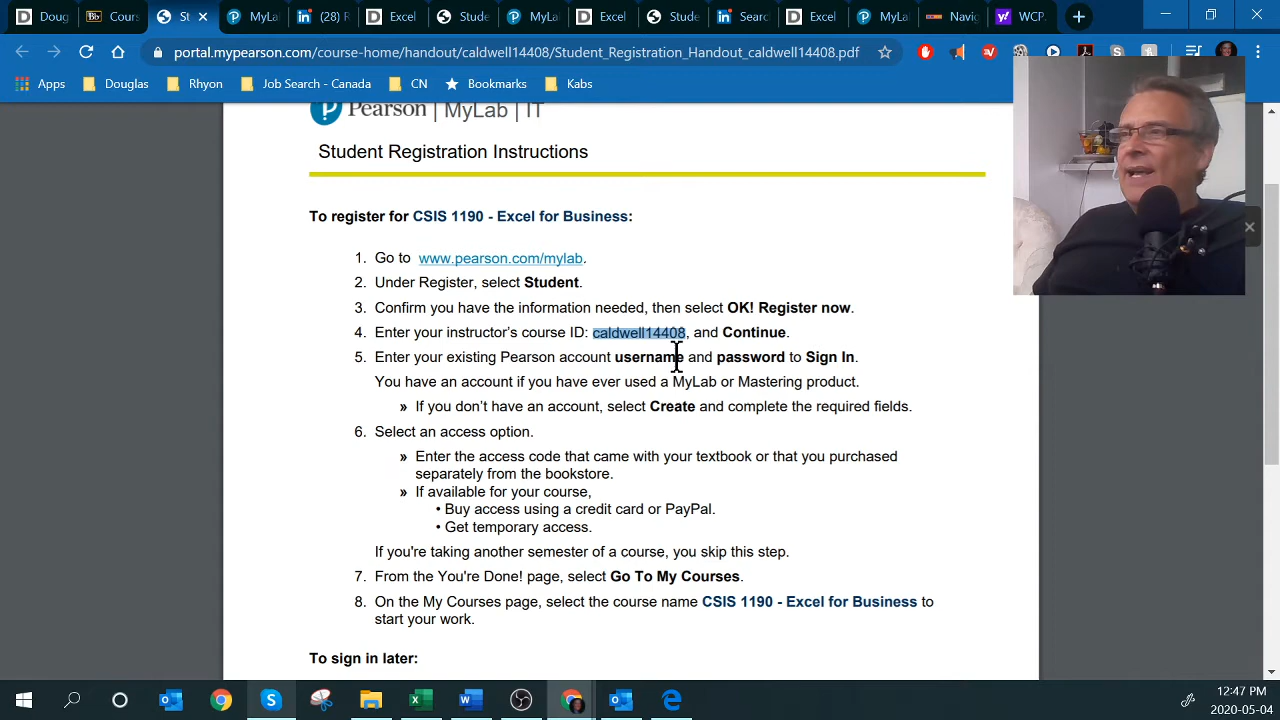 Doug
Cours
St
MyLa
(28) F
Excel
Stude
MyLa
Excel
Stude
Searc
Excel
MyLa
Navig
WCP.
portal.mypearson.com/course-home/handout/caldwell14408/Student_Registration_Handout_caldwell14408.pdf
Apps
Douglas
Rhyon
Job Search - Canada
CN
Bookmarks
Kabs
Pearson | MyLab | IT
Student Registration Instructions
To register for CSIS 1190 - Excel for Business:
1. Go to www.pearson.com/mylab.
2. Under Register, select Student.
3. Confirm you have the information needed, then select OK! Register now.
4. Enter your instructor's course ID: caldwell14408, and Continue.
5. Enter your existing Pearson account username and password to Sign In.
You have an account if you have ever used a MyLab or Mastering product.
» If you don't have an account, select Create and complete the required fields.
6. Select an access option.
» Enter the access code that came with your textbook or that you purchased
separately from the bookstore.
» If available for your course,
• Buy access using a credit card or PayPal.
• Get temporary access.
If you're taking another semester of a course, you skip this step.
7. From the You're Done! page, select Go To My Courses.
8. On the My Courses page, select the course name CSIS 1190 - Excel for Business to
start your work.
To sign in later:
12:47 PM
2020-05-04